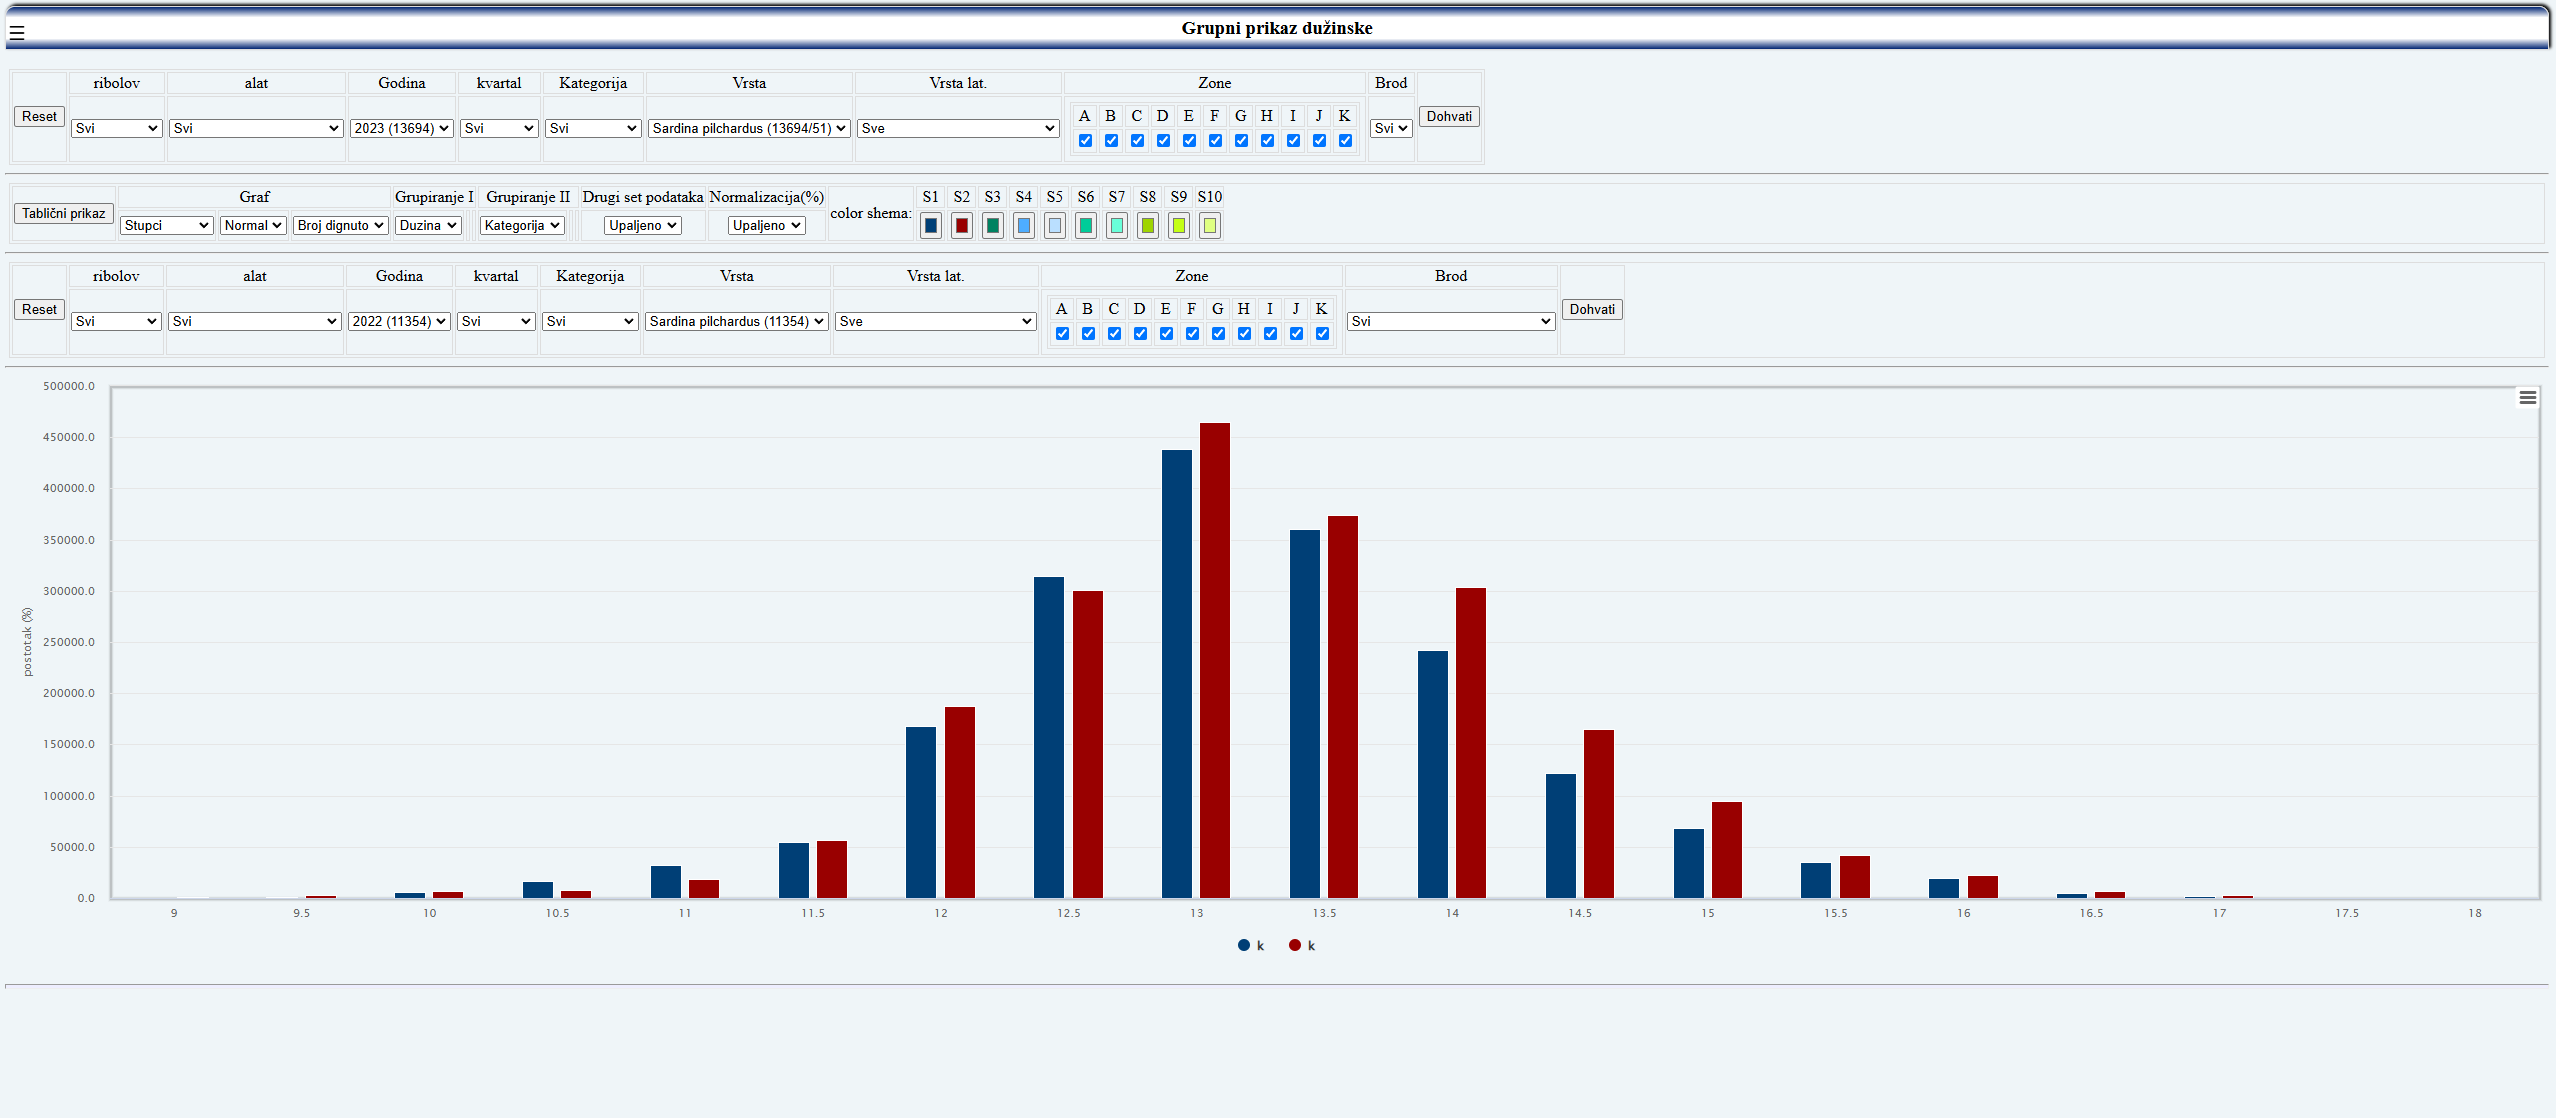 Grupni prikaz dužinske
☰
ribolov alat Godina kvartal Kategorija Vrsta Vrsta lat. Zone Brod
A B C D E F G H I J K
Reset Svi Svi 2023 (13694) Svi Svi Sardina pilchardus (13694/51) Sve Svi Dohvati
Graf Grupiranje I Grupiranje II Drugi set podataka Normalizacija(%) S1 S2 S3 S4 S5 S6 S7 S8 S9 S10
Tablični prikaz Stupci Normal Broj dignuto Duzina Kategorija Upaljeno Upaljeno color shema:
ribolov alat Godina kvartal Kategorija Vrsta Vrsta lat. Zone Brod
A B C D E F G H I J K
Reset Svi Svi 2022 (11354) Svi Svi Sardina pilchardus (11354) Sve Svi Dohvati
500000.0
450000.0
400000.0
350000.0
300000.0
250000.0
200000.0
150000.0
100000.0
50000.0
0.0
postotak (%)
9 9.5 10 10.5 11 11.5 12 12.5 13 13.5 14 14.5 15 15.5 16 16.5 17 17.5 18
k k